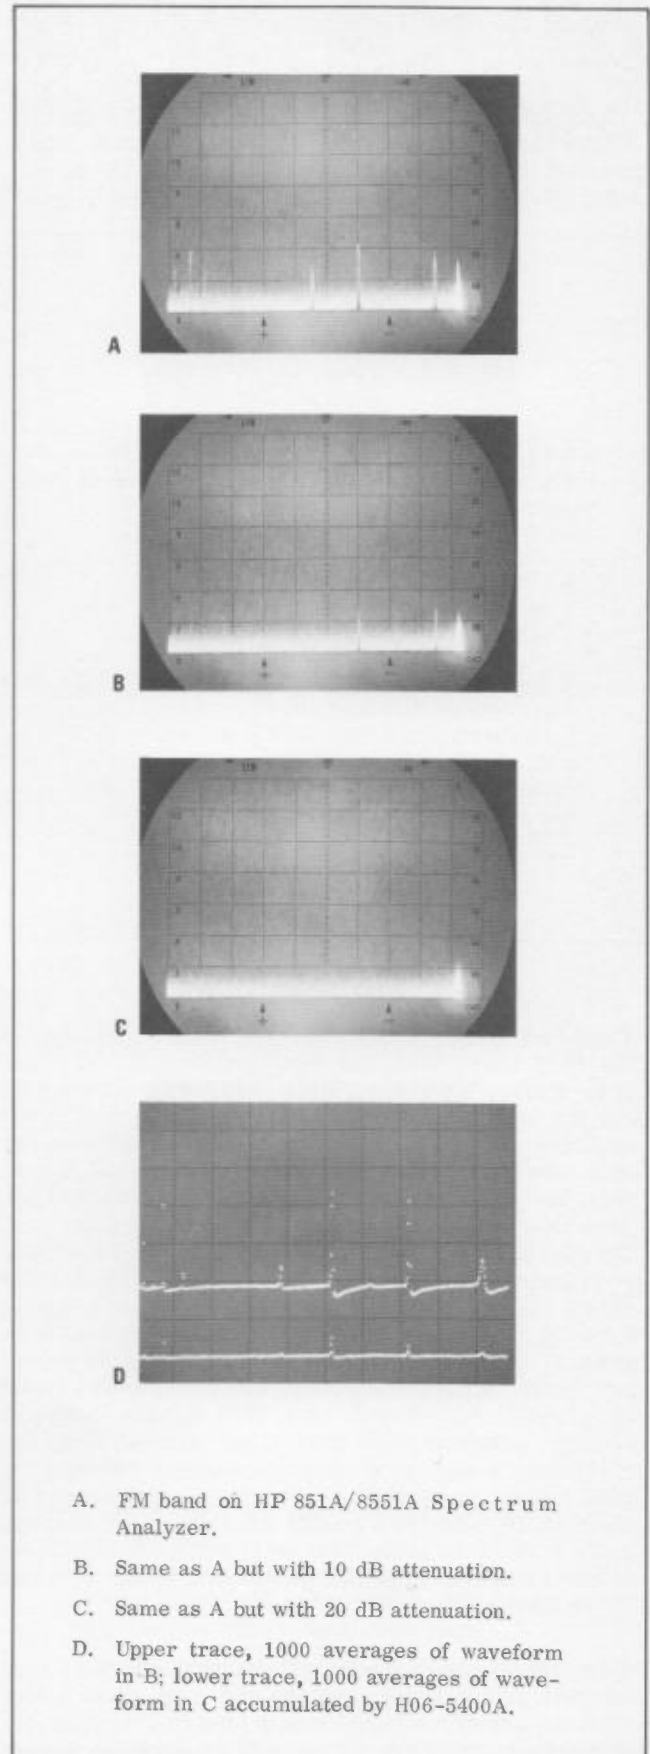 A
B
C
D
A. FM band on HP 851A/8551A Spectrum
Analyzer.
B. Same as A but with 10 dB attenuation.
C. Same as A but with 20 dB attenuation.
D. Upper trace, 1000 averages of waveform
in B; lower trace, 1000 averages of wave-
form in C accumulated by H06-5400A.